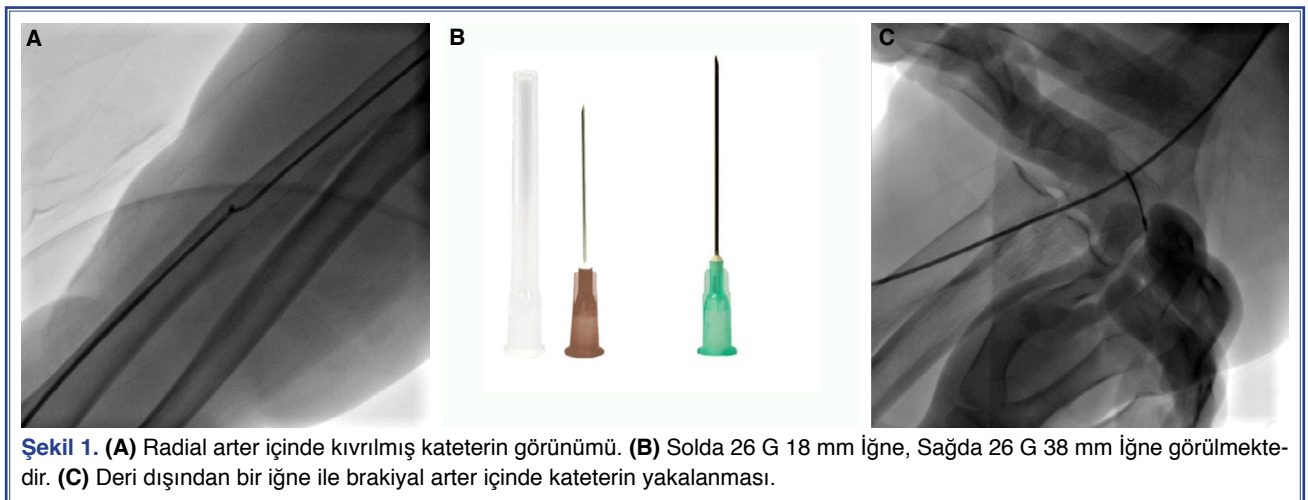 A
B
C
Şekil 1. (A) Radial arter içinde kıvrılmış kateterin görünümü. (B) Solda 26 G 18 mm İğne, Sağda 26 G 38 mm İğne görülmekte-
dir. (C) Deri dışından bir iğne ile brakiyal arter içinde kateterin yakalanması.